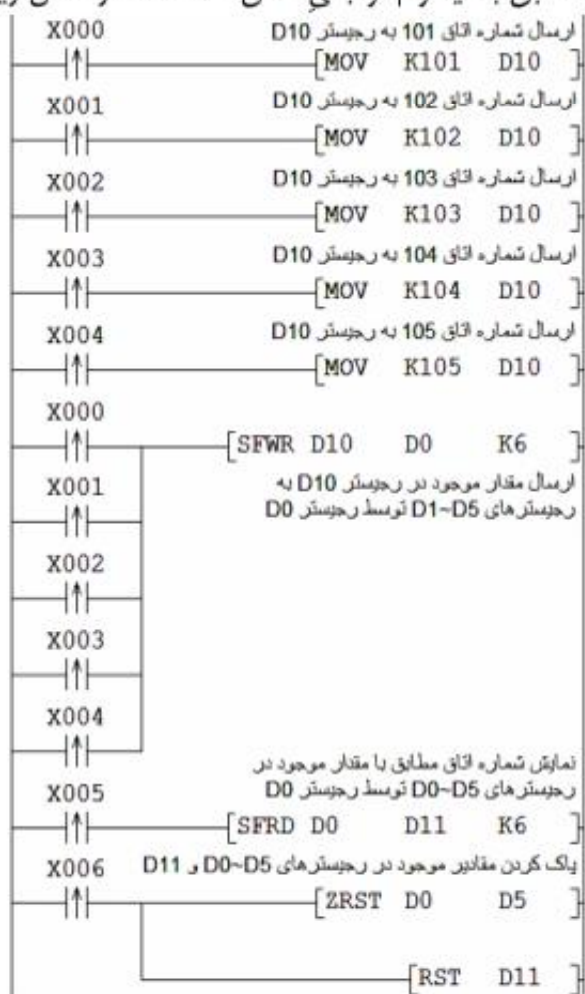 X000 ارسال شماره اتاق 101 به رجیستر D10
[MOV K101 D10 ]
X001 ارسال شماره اتاق 102 به رجیستر D10
[MOV K102 D10 ]
X002 ارسال شماره اتاق 103 به رجیستر D10
[MOV K103 D10 ]
X003 ارسال شماره اتاق 104 به رجیستر D10
[MOV K104 D10 ]
X004 ارسال شماره اتاق 105 به رجیستر D10
[MOV K105 D10 ]
X000
[SFWR D10 D0 K6 ]
X001 ارسال مقدار موجود در رجیستر D10 به
رجیسترهای D1~D5 توسط رجیستر D0
X002
X003
X004
نمایش شماره اتاق مطابق با مقدار موجود در
X005 رجیسترهای D0~D5 توسط رجیستر D0
[SFRD D0 D11 K6 ]
X006 پاک کردن مقادیر موجود در رجیسترهای D0~D5 و D11
[ZRST D0 D5 ]
[RST D11 ]